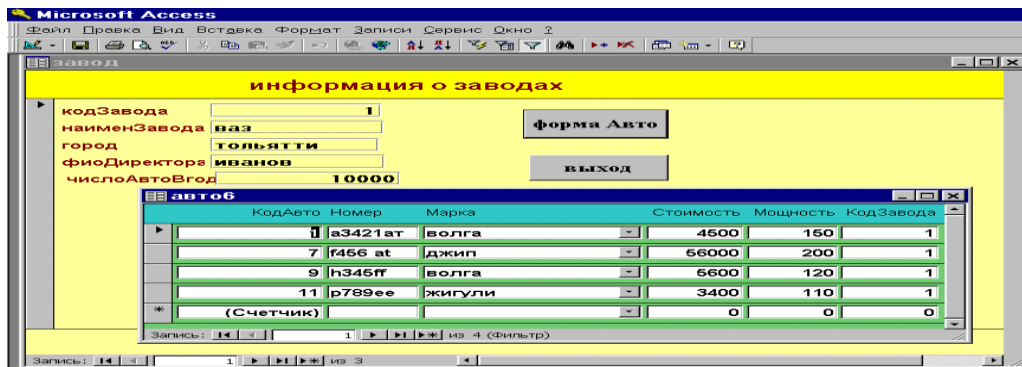 Microsoft Access
Файл Правка Вид Вставка Формат Записи Сервис Окно ?
завод
информация о заводах
кодЗавода 1
наименЗавода ваз
город тольятти
фиоДиректора иванов
числоАвтоВгод 10000
форма Авто
выход
авто6
КодАвто Номер Марка Стоимость Мощность КодЗавода
1 а3421ат волга 4500 150 1
7 f456 at джип 56000 200 1
9 h345ff волга 5600 120 1
11 p789ee жигули 3400 110 1
(Счетчик) 0 0 0
Запись: 1 из 4 (Фильтр)
Запись: 1 из 3